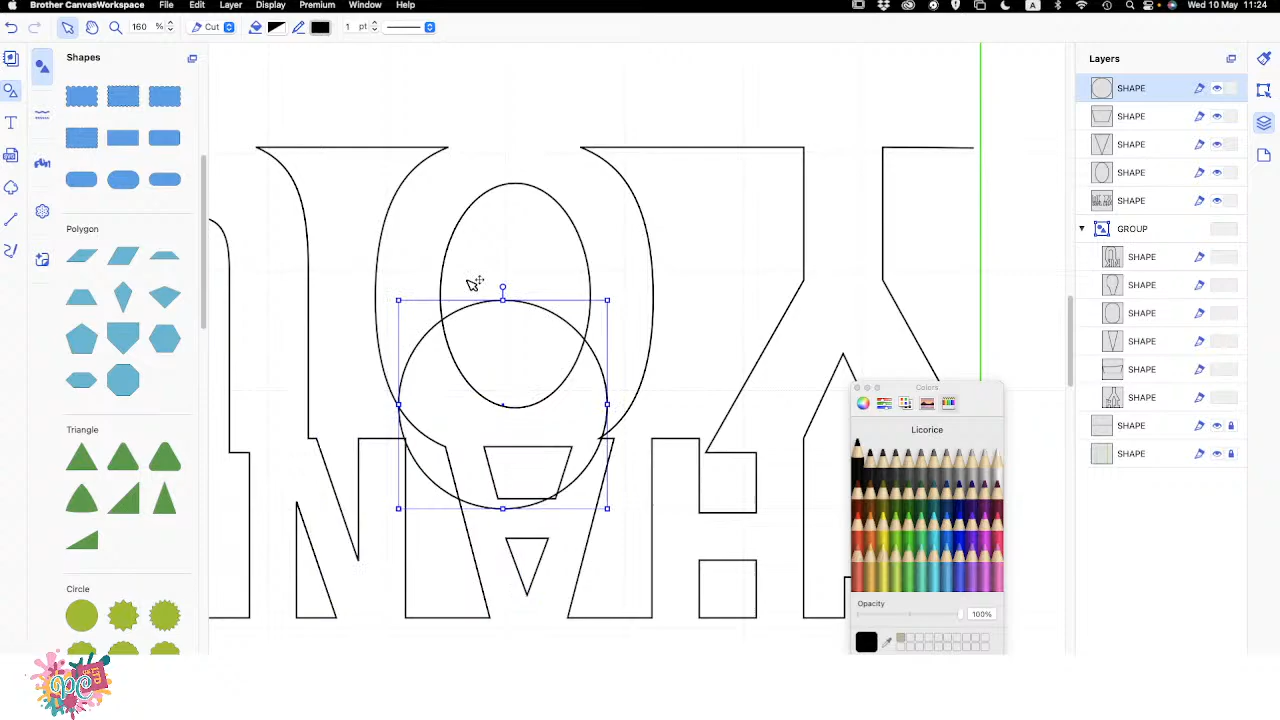 Brother CanvasWorkspace File Edit Layer Display Premium Window Help
A
Wed 10 May 11:24
160 %
Cut
1 pt
Shapes
Polygon
Triangle
Circle
Layers
SHAPE
SHAPE
SHAPE
SHAPE
SHAPE
GROUP
SHAPE
SHAPE
SHAPE
SHAPE
SHAPE
SHAPE
SHAPE
SHAPE
Colors
Licorice
Opacity
100%
T
SVG